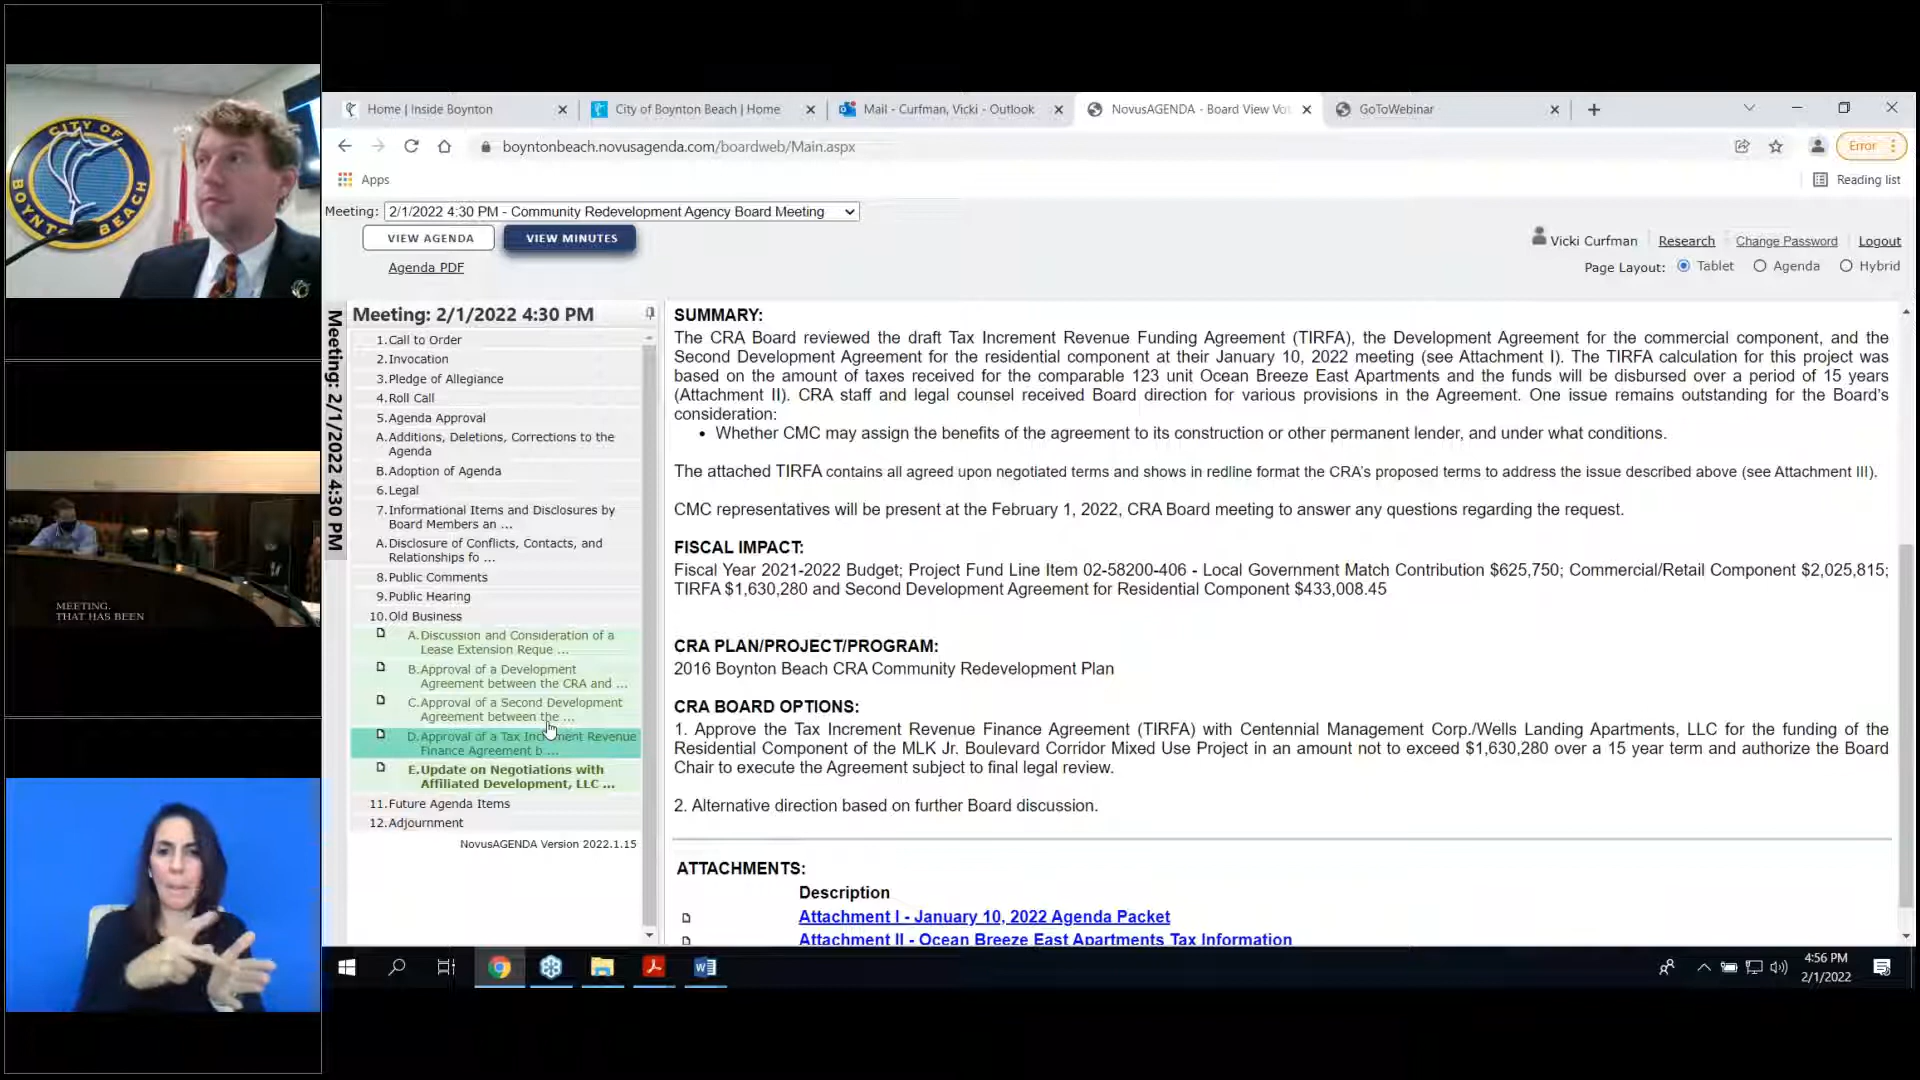 CITY OF
BOYNTON BEACH
MEETING.
THAT HAS BEEN
Home | Inside Boynton
City of Boynton Beach | Home
Mail - Curfman, Vicki - Outlook
NovusAGENDA - Board View Vot
GoToWebinar
boyntonbeach.novusagenda.com/boardweb/Main.aspx
Error
Apps
Reading list
Meeting: 2/1/2022 4:30 PM - Community Redevelopment Agency Board Meeting
VIEW AGENDA
VIEW MINUTES
Agenda PDF
Vicki Curfman
Research
Change Password
Logout
Page Layout: Tablet Agenda Hybrid
Meeting: 2/1/2022 4:30 PM
Meeting: 2/1/2022 4:30 PM
1.Call to Order
2.Invocation
3.Pledge of Allegiance
4.Roll Call
5.Agenda Approval
A.Additions, Deletions, Corrections to the
Agenda
B.Adoption of Agenda
6.Legal
7.Informational Items and Disclosures by
Board Members an ...
A.Disclosure of Conflicts, Contacts, and
Relationships fo ...
8.Public Comments
9.Public Hearing
10.Old Business
A.Discussion and Consideration of a
Lease Extension Reque ...
B.Approval of a Development
Agreement between the CRA and ...
C.Approval of a Second Development
Agreement between the ...
D.Approval of a Tax Increment Revenue
Finance Agreement b ...
E.Update on Negotiations with
Affiliated Development, LLC ...
11.Future Agenda Items
12.Adjournment
NovusAGENDA Version 2022.1.15
SUMMARY:
The CRA Board reviewed the draft Tax Increment Revenue Funding Agreement (TIRFA), the Development Agreement for the commercial component, and the
Second Development Agreement for the residential component at their January 10, 2022 meeting (see Attachment I). The TIRFA calculation for this project was
based on the amount of taxes received for the comparable 123 unit Ocean Breeze East Apartments and the funds will be disbursed over a period of 15 years
(Attachment II). CRA staff and legal counsel received Board direction for various provisions in the Agreement. One issue remains outstanding for the Board's
consideration:
• Whether CMC may assign the benefits of the agreement to its construction or other permanent lender, and under what conditions.
The attached TIRFA contains all agreed upon negotiated terms and shows in redline format the CRA's proposed terms to address the issue described above (see Attachment III).
CMC representatives will be present at the February 1, 2022, CRA Board meeting to answer any questions regarding the request.
FISCAL IMPACT:
Fiscal Year 2021-2022 Budget; Project Fund Line Item 02-58200-406 - Local Government Match Contribution $625,750; Commercial/Retail Component $2,025,815;
TIRFA $1,630,280 and Second Development Agreement for Residential Component $433,008.45
CRA PLAN/PROJECT/PROGRAM:
2016 Boynton Beach CRA Community Redevelopment Plan
CRA BOARD OPTIONS:
1. Approve the Tax Increment Revenue Finance Agreement (TIRFA) with Centennial Management Corp./Wells Landing Apartments, LLC for the funding of the
Residential Component of the MLK Jr. Boulevard Corridor Mixed Use Project in an amount not to exceed $1,630,280 over a 15 year term and authorize the Board
Chair to execute the Agreement subject to final legal review.
2. Alternative direction based on further Board discussion.
ATTACHMENTS:
Description
Attachment I - January 10, 2022 Agenda Packet
Attachment II - Ocean Breeze East Apartments Tax Information
4:56 PM
2/1/2022